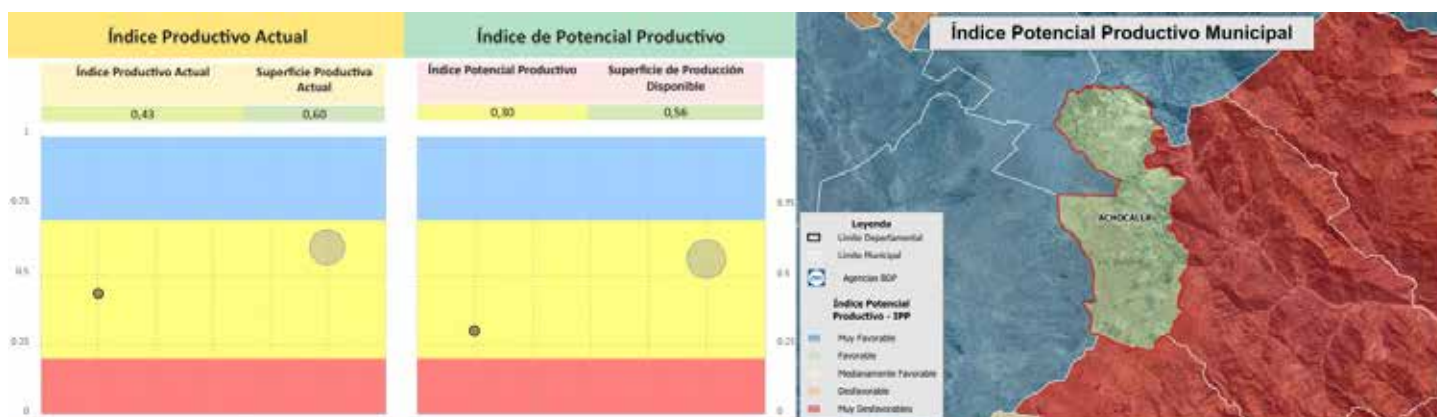 Índice Productivo Actual
Índice Productivo Actual
Superficie Productiva
Actual
0,43
0,60
1
0.75
0.5
0.25
0
Índice de Potencial Productivo
Índice Potencial Productivo
Superficie de Producción
Disponible
0,30
0,56
1
0.75
0.5
0.25
0
Índice Potencial Productivo Municipal
ACHOCALLA
Leyenda
Límite Departamental
Límite Municipal
Agencias BDP
Índice Potencial
Productivo - IPP
Muy Favorable
Favorable
Medianamente Favorable
Desfavorable
Muy Desfavorables